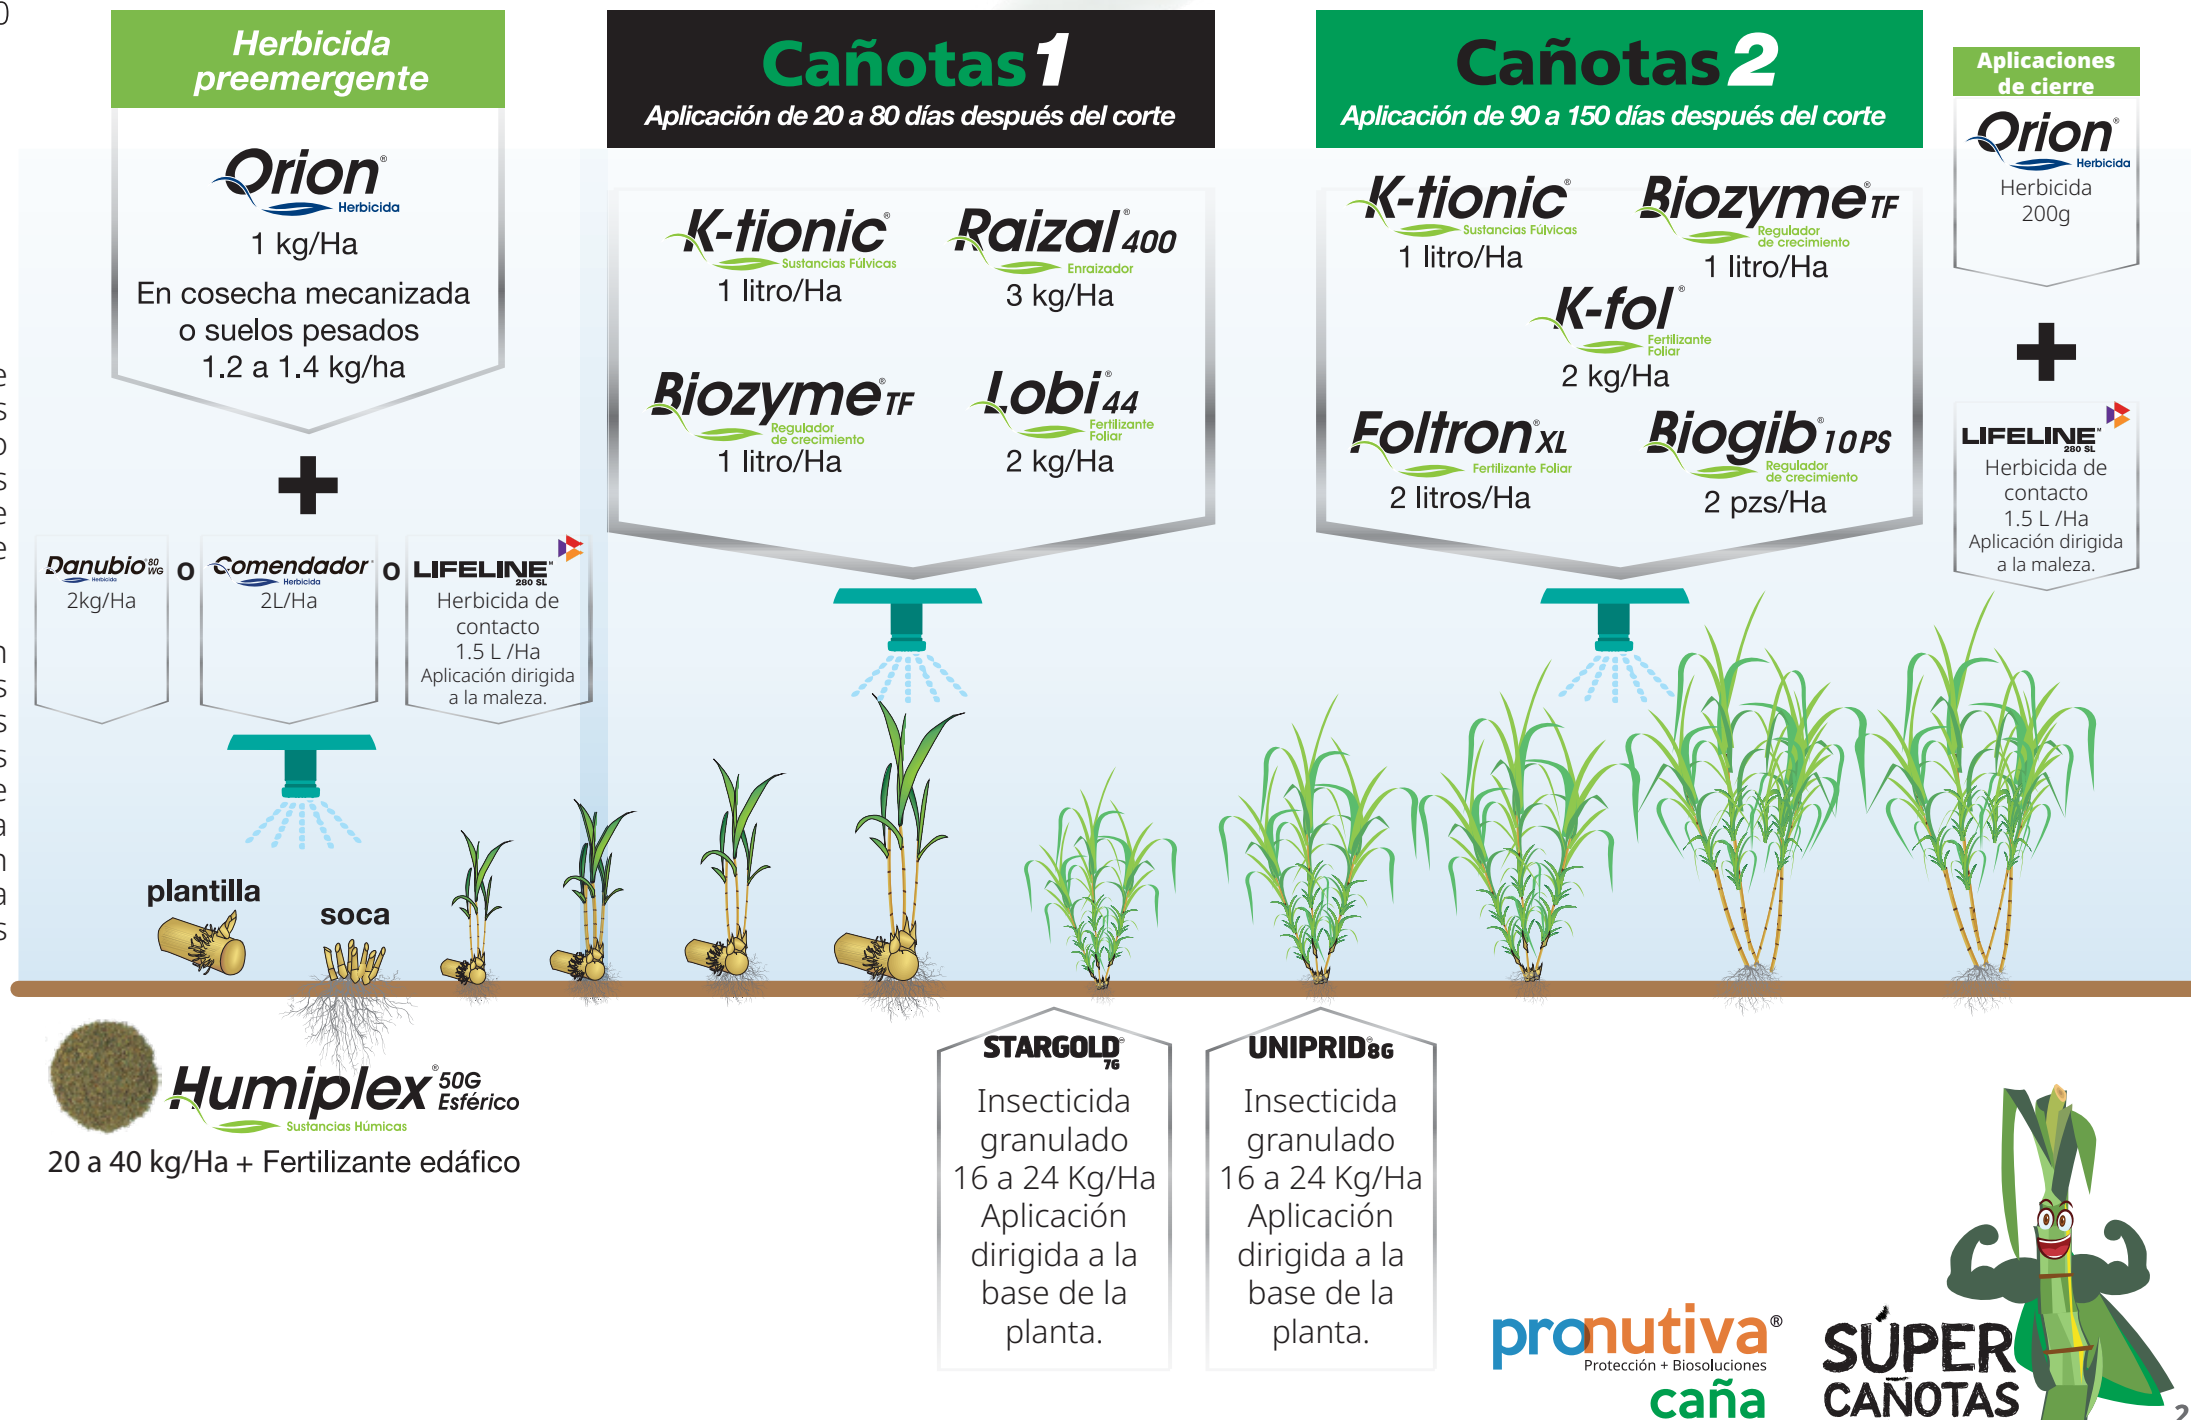 Herbicida
preemergente
Orion®
Herbicida
1 kg/Ha
En cosecha mecanizada
o suelos pesados
1.2 a 1.4 kg/ha
+
Danubio® 80 WG
Herbicida
2kg/Ha
o
Comendador®
Herbicida
2L/Ha
o
LIFELINE™
280 SL
Herbicida de
contacto
1.5 L /Ha
Aplicación dirigida
a la maleza.
Cañotas 1
Aplicación de 20 a 80 días después del corte
K-tionic®
Sustancias Fúlvicas
1 litro/Ha
Raizal® 400
Enraizador
3 kg/Ha
Biozyme® TF
Regulador
de crecimiento
1 litro/Ha
Lobi® 44
Fertilizante
Foliar
2 kg/Ha
Cañotas 2
Aplicación de 90 a 150 días después del corte
K-tionic®
Sustancias Fúlvicas
1 litro/Ha
Biozyme® TF
Regulador
de crecimiento
1 litro/Ha
K-fol®
Fertilizante
Foliar
2 kg/Ha
Foltron® XL
Fertilizante Foliar
2 litros/Ha
Biogib® 10 PS
Regulador
de crecimiento
2 pzs/Ha
Aplicaciones
de cierre
Orion®
Herbicida
Herbicida
200g
+
LIFELINE™
280 SL
Herbicida de
contacto
1.5 L /Ha
Aplicación dirigida
a la maleza.
plantilla
soca
Humiplex® 50G
Esférico
Sustancias Húmicas
20 a 40 kg/Ha + Fertilizante edáfico
STARGOLD
7G
Insecticida
granulado
16 a 24 Kg/Ha
Aplicación
dirigida a la
base de la
planta.
UNIPRID 8G
Insecticida
granulado
16 a 24 Kg/Ha
Aplicación
dirigida a la
base de la
planta.
pronutiva®
Protección + Biosoluciones
caña
SÚPER
CAÑOTAS
2